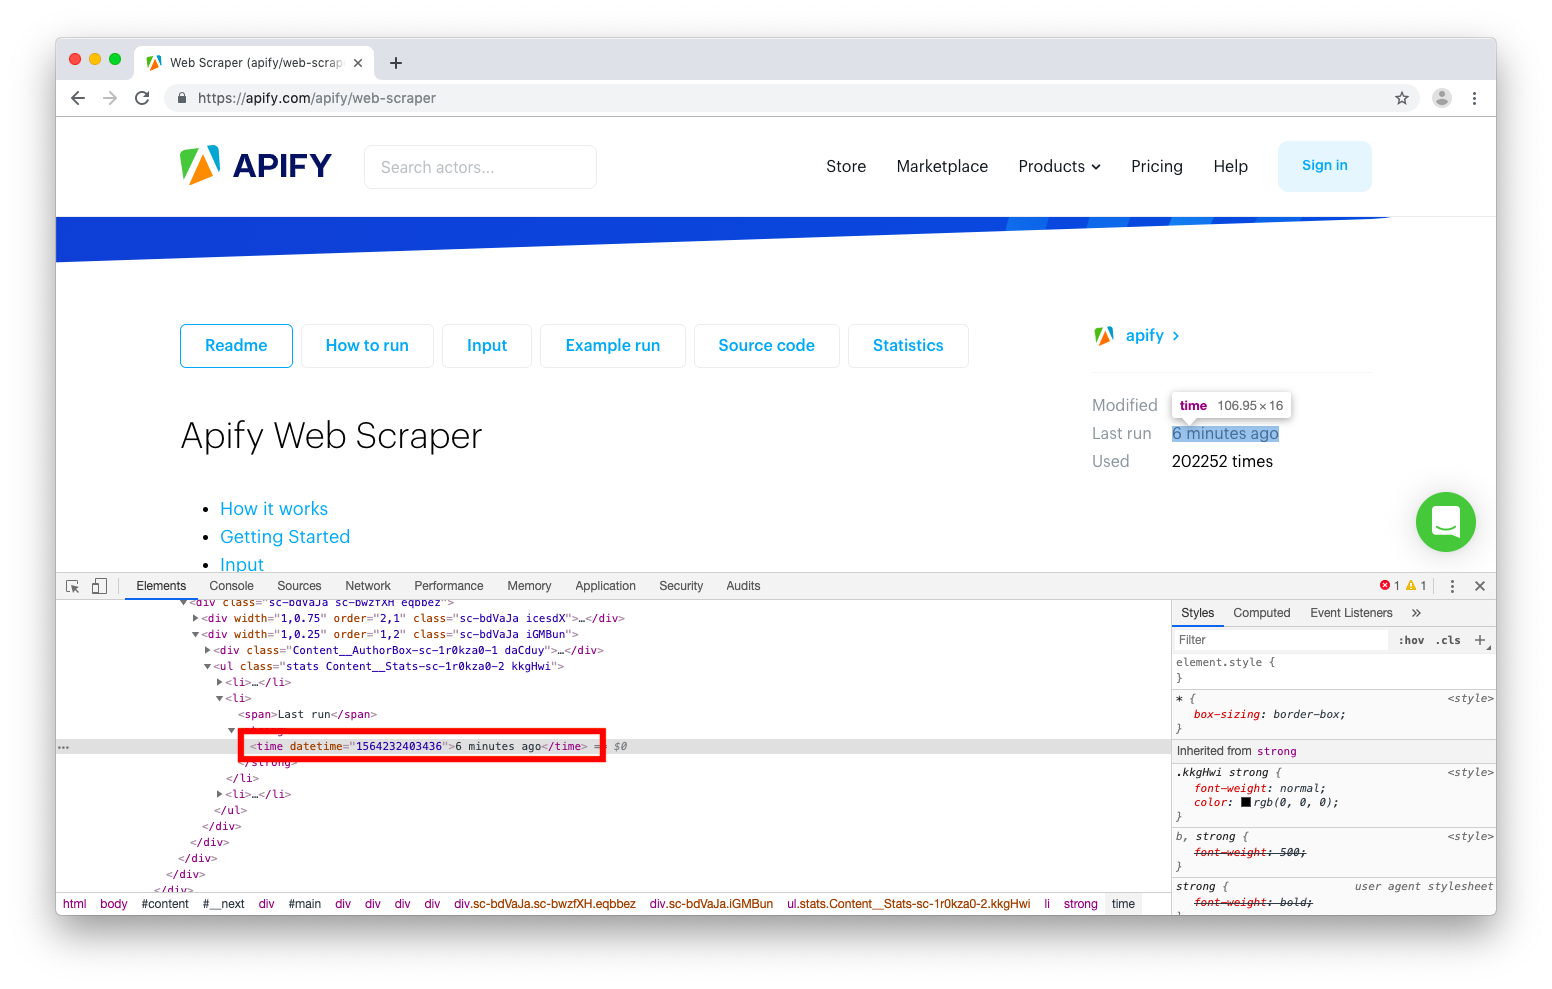 Web Scraper (apify/web-scrap
https://apify.com/apify/web-scraper
APIFY
Search actors...
Store Marketplace Products Pricing Help Sign in
Readme How to run Input Example run Source code Statistics
apify
Apify Web Scraper
Modified
time 106.95 × 16
Last run 6 minutes ago
Used 202252 times
• How it works
• Getting Started
• Input
Elements Console Sources Network Performance Memory Application Security Audits 1 1
<div class="sc-bdVaJa sc-bwzfXH eqbbez">
<div width="1,0.75" order="2,1" class="sc-bdVaJa icesdX">…</div>
<div width="1,0.25" order="1,2" class="sc-bdVaJa iGMBun">
<div class="Content__AuthorBox-sc-1r0kza0-1 daCduy">…</div>
<ul class="stats Content__Stats-sc-1r0kza0-2 kkgHwi">
<li>…</li>
<li>
<span>Last run</span>
<time datetime="1564232403436">6 minutes ago</time> == $0
</strong>
</li>
<li>…</li>
</ul>
</div>
</div>
</div>
</div>
</div>
html body #content #__next div #main div div div div div.sc-bdVaJa.sc-bwzfXH.eqbbez div.sc-bdVaJa.iGMBun ul.stats.Content__Stats-sc-1r0kza0-2.kkgHwi li strong time
Styles Computed Event Listeners »
Filter :hov .cls +
element.style {
}
* { <style>
box-sizing: border-box;
}
Inherited from strong
.kkgHwi strong { <style>
font-weight: normal;
color: rgb(0, 0, 0);
}
b, strong { <style>
font-weight: 500;
}
strong { user agent stylesheet
font-weight: bold;